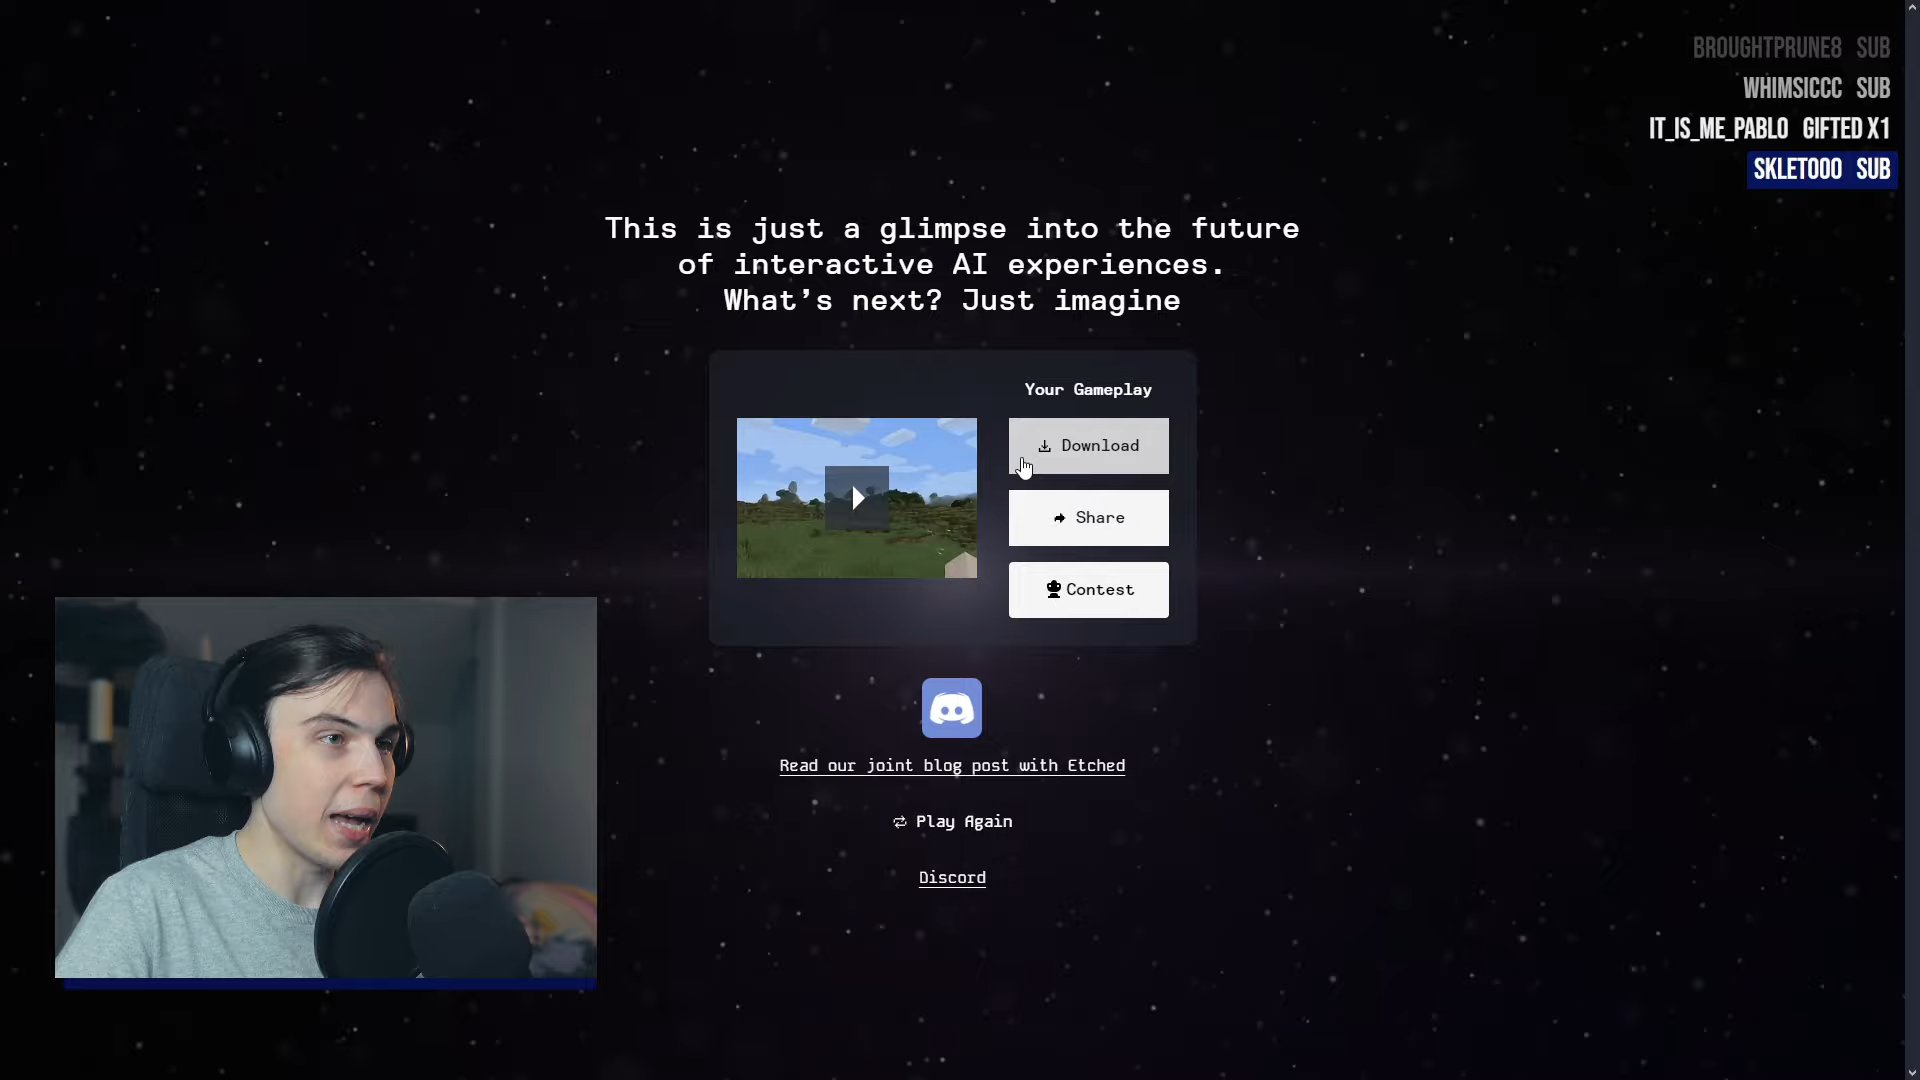 BROUGHTPRUNE8 SUB
WHIMSICCC SUB
IT_IS_ME_PABLO GIFTED X1
SKLETOOO SUB
This is just a glimpse into the future
of interactive AI experiences.
What's next? Just imagine
Your Gameplay
Download
Share
Contest
Read our joint blog post with Etched
Play Again
Discord